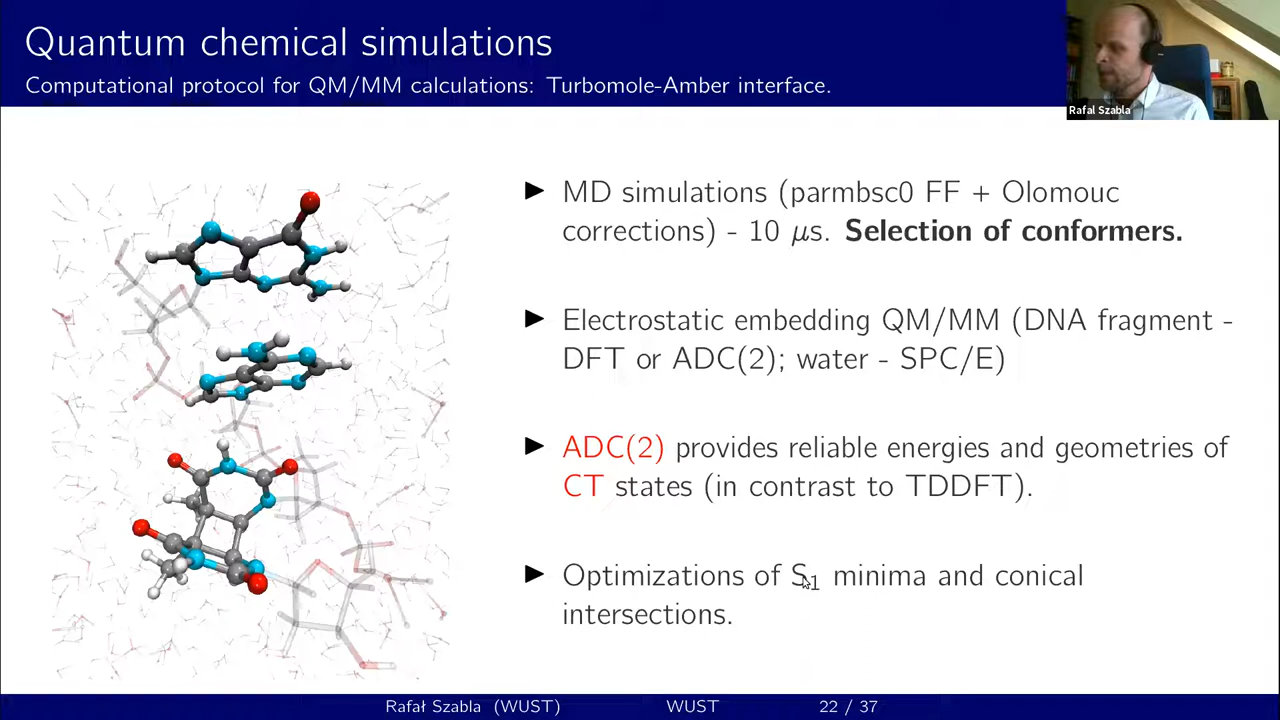 Quantum chemical simulations
Computational protocol for QM/MM calculations: Turbomole-Amber interface.
Rafal Szabla
▶ MD simulations (parmbsc0 FF + Olomouc
corrections) - 10 μs. Selection of conformers.
▶ Electrostatic embedding QM/MM (DNA fragment -
DFT or ADC(2); water - SPC/E)
▶ ADC(2) provides reliable energies and geometries of
CT states (in contrast to TDDFT).
▶ Optimizations of S₁ minima and conical
intersections.
Rafał Szabla (WUST) WUST 22 / 37